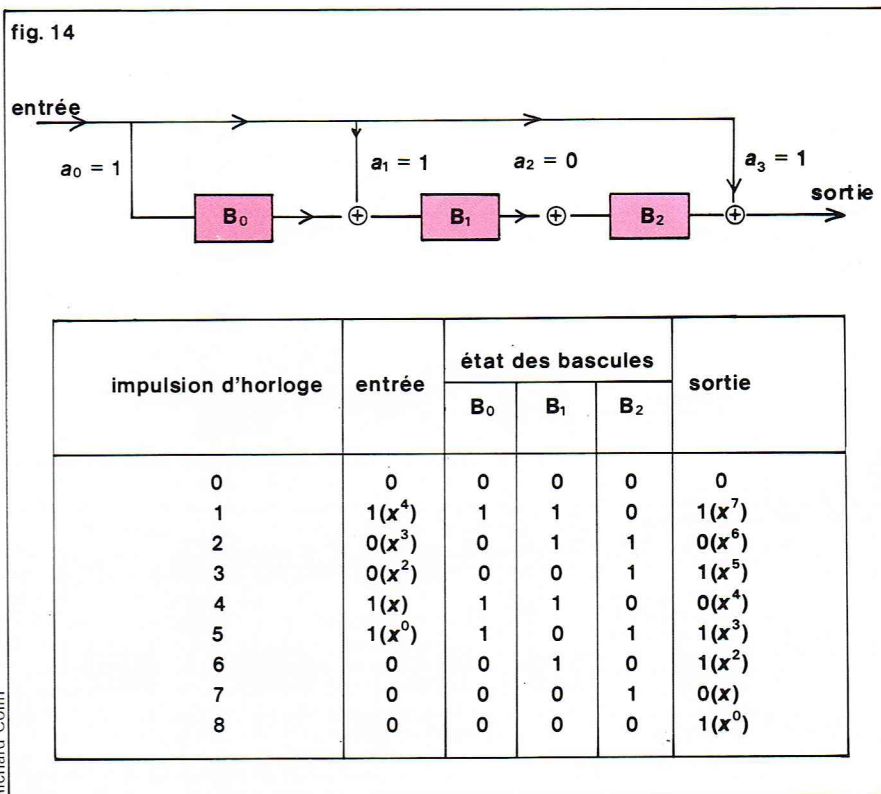 fig. 14
entrée
a₀ = 1
a₁ = 1
a₂ = 0
a₃ = 1
sortie
B₀
⊕
B₁
⊕
B₂
⊕
impulsion d'horloge entrée état des bascules sortie
B₀ B₁ B₂
0 0 0 0 0 0
1 1(x⁴) 1 1 0 1(x⁷)
2 0(x³) 0 1 1 0(x⁶)
3 0(x²) 0 0 1 1(x⁵)
4 1(x) 1 1 0 0(x⁴)
5 1(x⁰) 1 0 1 1(x³)
6 0 0 1 0 1(x²)
7 0 0 0 1 0(x)
8 0 0 0 0 1(x⁰)